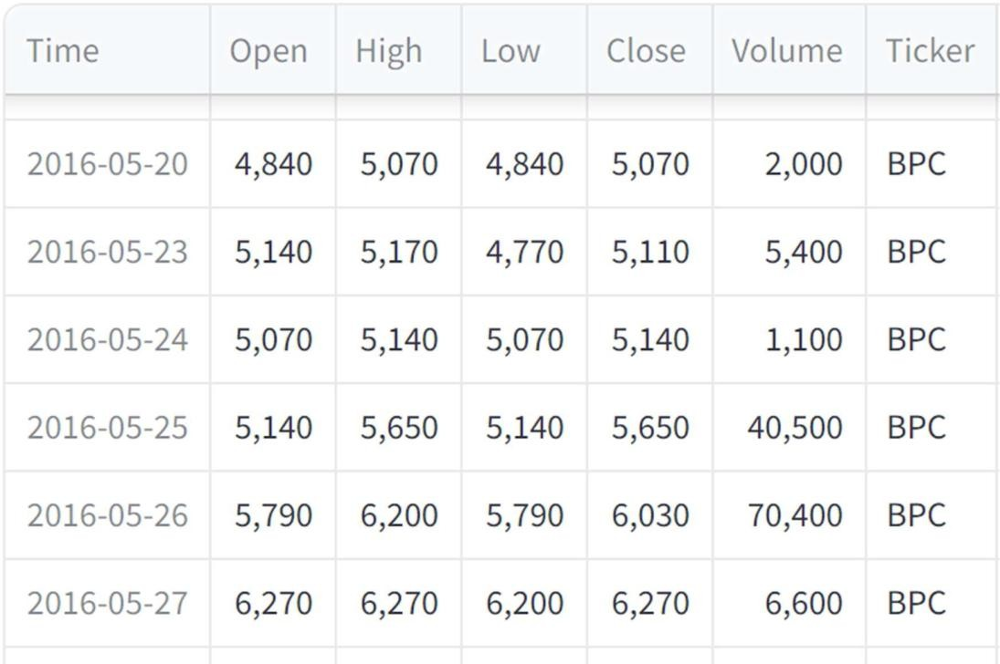 Time Open High Low Close Volume Ticker
2016-05-20 4,840 5,070 4,840 5,070 2,000 BPC
2016-05-23 5,140 5,170 4,770 5,110 5,400 BPC
2016-05-24 5,070 5,140 5,070 5,140 1,100 BPC
2016-05-25 5,140 5,650 5,140 5,650 40,500 BPC
2016-05-26 5,790 6,200 5,790 6,030 70,400 BPC
2016-05-27 6,270 6,270 6,200 6,270 6,600 BPC